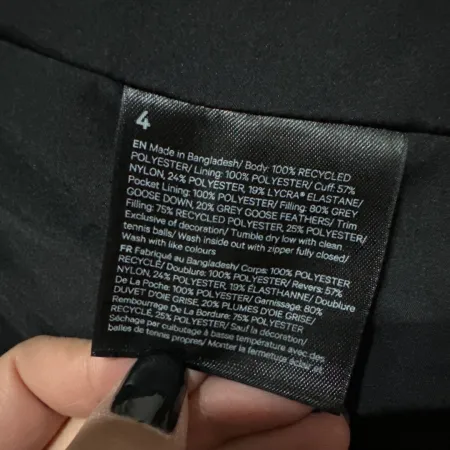 4
EN Made in Bangladesh/ Body: 100% RECYCLED
POLYESTER/ Lining: 100% POLYESTER/ Cuff: 57%
NYLON, 24% POLYESTER, 19% LYCRA® ELASTANE/
Pocket Lining: 100% POLYESTER/ Filling: 80% GREY
GOOSE DOWN, 20% GREY GOOSE FEATHERS/ Trim
Filling: 75% RECYCLED POLYESTER, 25% POLYESTER/
Exclusive of decoration/ Tumble dry low with clean
tennis balls/ Wash inside out with zipper fully closed/
Wash with like colours
FR Fabriqué au Bangladesh/ Corps: 100% POLYESTER
RECYCLÉ/ Doublure: 100% POLYESTER/ Revers: 57%
NYLON, 24% POLYESTER, 19% ÉLASTHANNE/ Doublure
De La Poche: 100% POLYESTER/ Garnissage: 80%
DUVET D'OIE GRISE, 20% PLUMES D'OIE GRISE/
Rembourrage De La Bordure: 75% POLYESTER
RECYCLÉ, 25% POLYESTER/ Sauf la décoration/
Séchage par culbutage à basse température avec des
balles de tennis propres/ Monter la fermeture éclair et